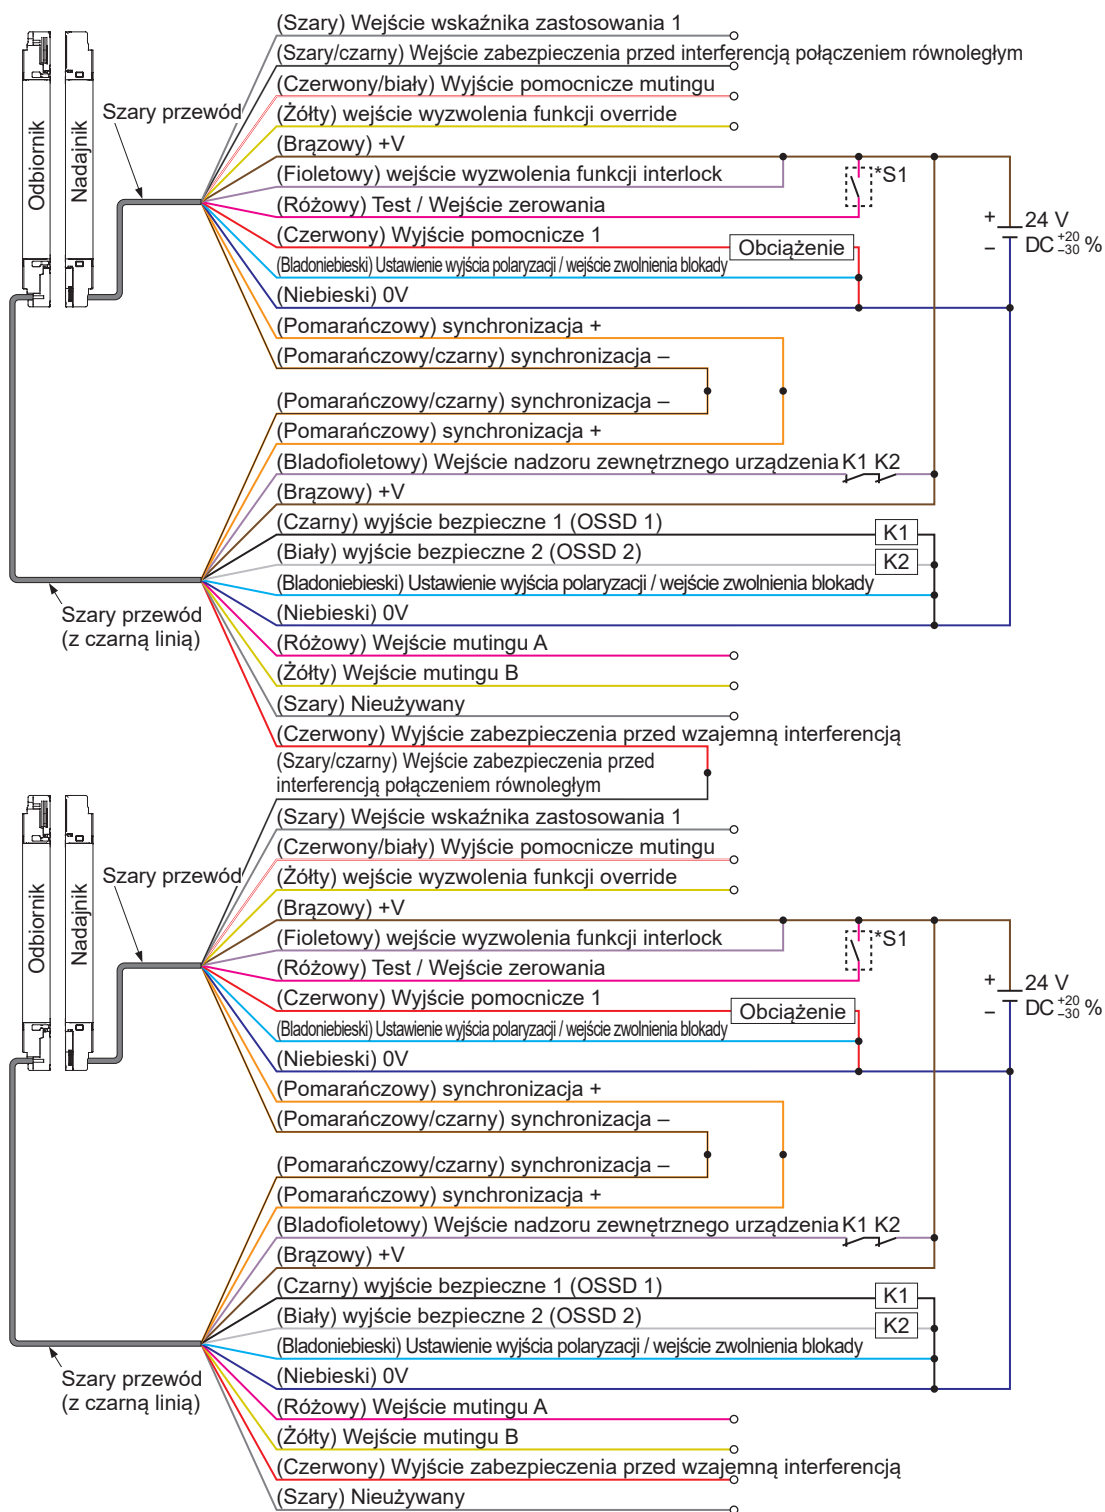 (Szary) Wejście wskaźnika zastosowania 1
(Szary/czarny) Wejście zabezpieczenia przed interferencją połączeniem równoległym
(Czerwony/biały) Wyjście pomocnicze mutingu
(Żółty) wejście wyzwolenia funkcji override
(Brązowy) +V
(Fioletowy) wejście wyzwolenia funkcji interlock
(Różowy) Test / Wejście zerowania
(Czerwony) Wyjście pomocnicze 1
(Bladoniebieski) Ustawienie wyjścia polaryzacji / wejście zwolnienia blokady
(Niebieski) 0V
(Pomarańczowy) synchronizacja +
(Pomarańczowy/czarny) synchronizacja –
Odbiornik
Nadajnik
Szary przewód
*S1
Obciążenie
+
–
24 V
DC +20 –30 %
(Pomarańczowy/czarny) synchronizacja –
(Pomarańczowy) synchronizacja +
(Bladofioletowy) Wejście nadzoru zewnętrznego urządzenia K1 K2
(Brązowy) +V
(Czarny) wyjście bezpieczne 1 (OSSD 1)
K1
(Biały) wyjście bezpieczne 2 (OSSD 2)
K2
(Bladoniebieski) Ustawienie wyjścia polaryzacji / wejście zwolnienia blokady
(Niebieski) 0V
Szary przewód
(z czarną linią)
(Różowy) Wejście mutingu A
(Żółty) Wejście mutingu B
(Szary) Nieużywany
(Czerwony) Wyjście zabezpieczenia przed wzajemną interferencją
(Szary/czarny) Wejście zabezpieczenia przed
interferencją połączeniem równoległym
(Szary) Wejście wskaźnika zastosowania 1
(Czerwony/biały) Wyjście pomocnicze mutingu
(Żółty) wejście wyzwolenia funkcji override
(Brązowy) +V
(Fioletowy) wejście wyzwolenia funkcji interlock
(Różowy) Test / Wejście zerowania
(Czerwony) Wyjście pomocnicze 1
(Bladoniebieski) Ustawienie wyjścia polaryzacji / wejście zwolnienia blokady
(Niebieski) 0V
(Pomarańczowy) synchronizacja +
(Pomarańczowy/czarny) synchronizacja –
Odbiornik
Nadajnik
Szary przewód
*S1
Obciążenie
+
–
24 V
DC +20 –30 %
(Pomarańczowy/czarny) synchronizacja –
(Pomarańczowy) synchronizacja +
(Bladofioletowy) Wejście nadzoru zewnętrznego urządzenia K1 K2
(Brązowy) +V
(Czarny) wyjście bezpieczne 1 (OSSD 1)
K1
(Biały) wyjście bezpieczne 2 (OSSD 2)
K2
(Bladoniebieski) Ustawienie wyjścia polaryzacji / wejście zwolnienia blokady
(Niebieski) 0V
Szary przewód
(z czarną linią)
(Różowy) Wejście mutingu A
(Żółty) Wejście mutingu B
(Czerwony) Wyjście zabezpieczenia przed wzajemną interferencją
(Szary) Nieużywany